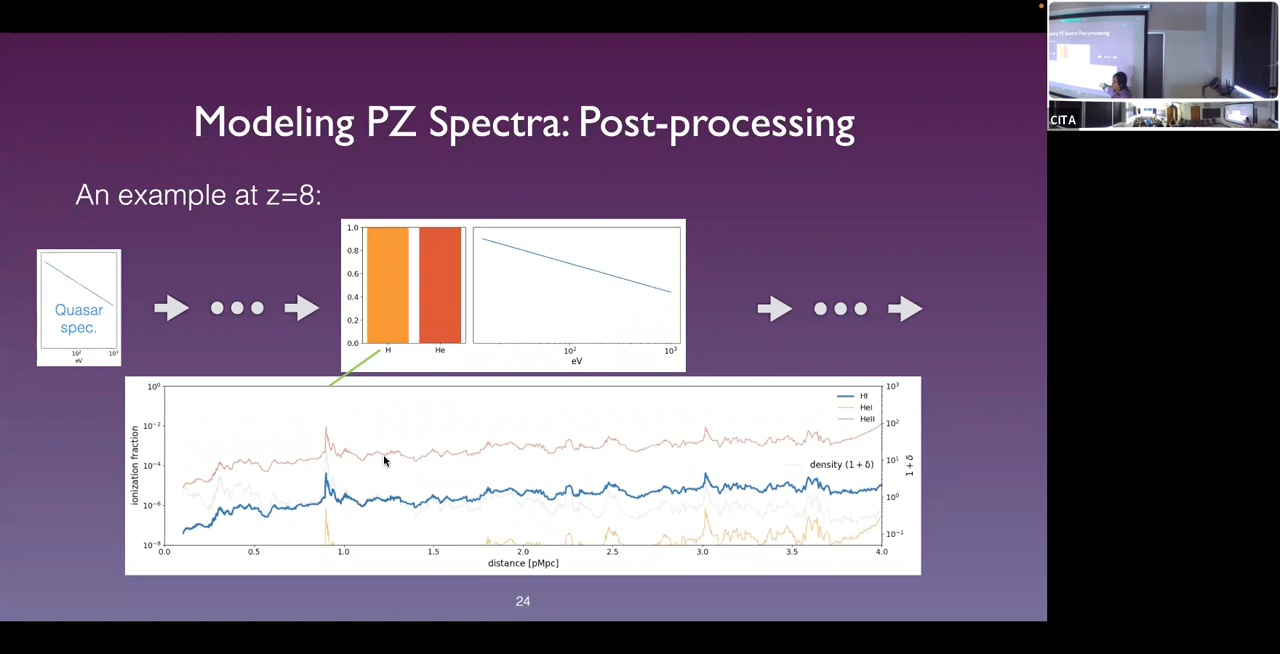 Modeling PZ Spectra: Post-processing
An example at z=8:
Quasar
spec.
10²
10³
eV
1.0
0.8
0.6
0.4
0.2
0.0
H
He
10²
10³
eV
ionization fraction
10⁰
10⁻²
10⁻⁴
10⁻⁶
10⁻⁸
HI
HeI
HeII
density (1 + δ)
10³
10²
10¹
10⁰
10⁻¹
1 + δ
0.0
0.5
1.0
1.5
2.0
2.5
3.0
3.5
4.0
distance [pMpc]
24
CITA